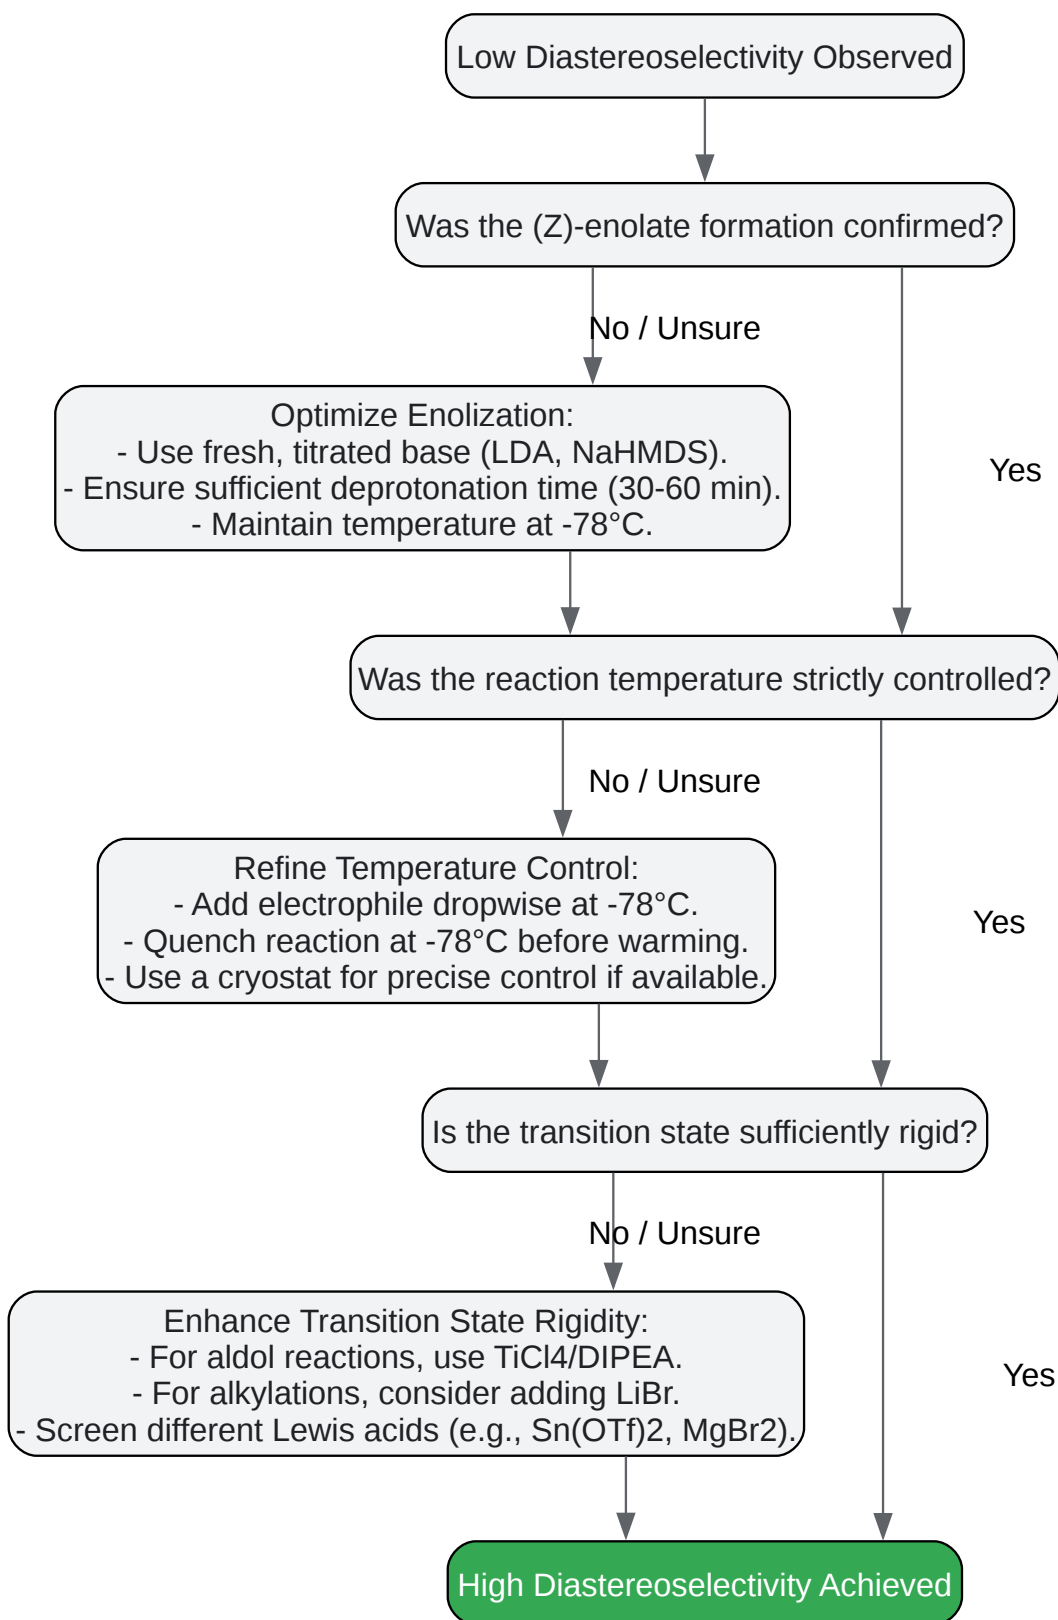 Low Diastereoselectivity Observed
Was the (Z)-enolate formation confirmed?
No / Unsure
Optimize Enolization:
- Use fresh, titrated base (LDA, NaHMDS).
- Ensure sufficient deprotonation time (30-60 min).
- Maintain temperature at -78°C.
Yes
Was the reaction temperature strictly controlled?
No / Unsure
Refine Temperature Control:
- Add electrophile dropwise at -78°C.
- Quench reaction at -78°C before warming.
- Use a cryostat for precise control if available.
Yes
Is the transition state sufficiently rigid?
No / Unsure
Enhance Transition State Rigidity:
- For aldol reactions, use TiCl4/DIPEA.
- For alkylations, consider adding LiBr.
- Screen different Lewis acids (e.g., Sn(OTf)2, MgBr2).
Yes
High Diastereoselectivity Achieved